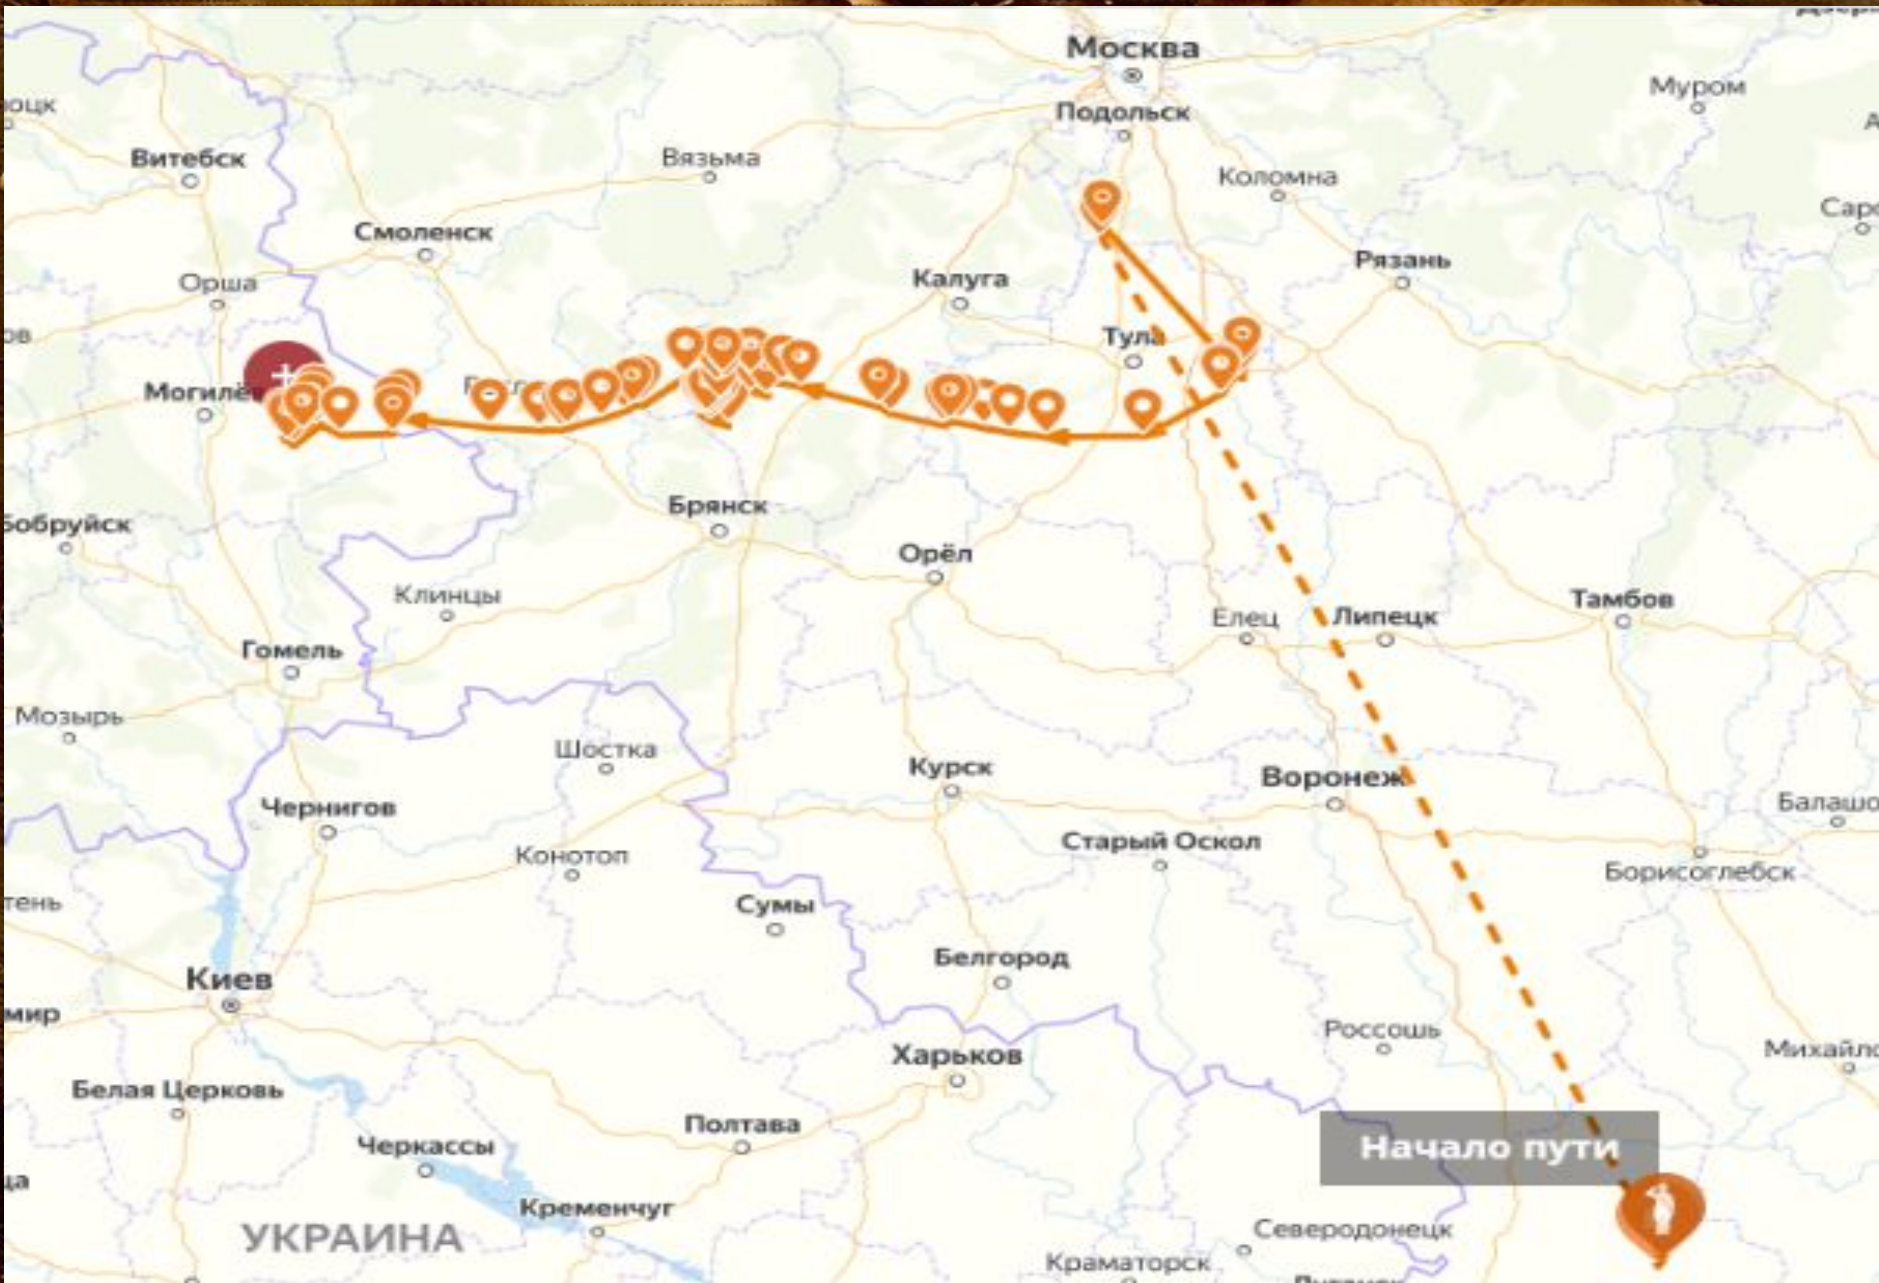 Москва
Муром
Подольск
Витебск
Вязьма
Коломна
Смоленск
Рязань
Орша
Калуга
Тула
Могилёв
Брянск
Орёл
Клинцы
Тамбов
Елец
Липецк
Гомель
Мозырь
Шостка
Курск
Воронеж
Чернигов
Старый Оскол
Конотоп
Борисоглебск
Сумы
Белгород
Киев
Россошь
Харьков
Белая Церковь
Полтава
Черкассы
Начало пути
Кременчуг
УКРАИНА
Северодонецк
Краматорск